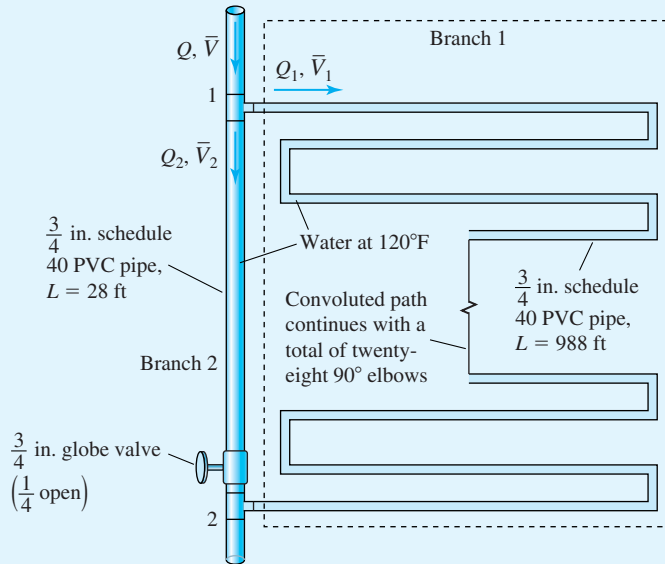 Q, V̅
Branch 1
Q₁, V̅₁
1
Q₂, V̅₂
3/4 in. schedule
40 PVC pipe,
L = 28 ft
Water at 120°F
3/4 in. schedule
40 PVC pipe,
L = 988 ft
Convoluted path
continues with a
total of twenty-
eight 90° elbows
Branch 2
3/4 in. globe valve
(1/4 open)
2